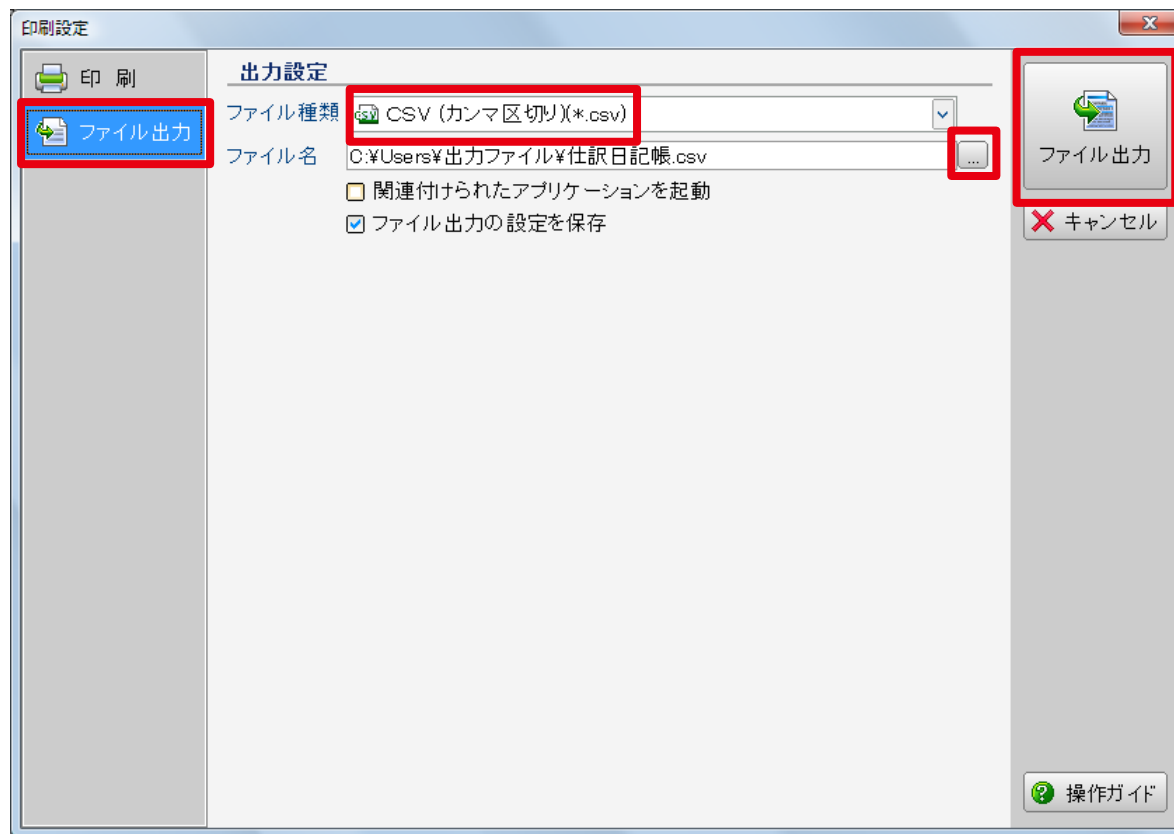 印刷設定
印 刷
ファイル出力
出力設定
ファイル種類 CSV (カンマ区切り)(*.csv)
ファイル名 C:¥Users¥出力ファイル¥仕訳日記帳.csv ...
関連付けられたアプリケーションを起動
ファイル出力の設定を保存
ファイル出力
キャンセル
操作ガイド